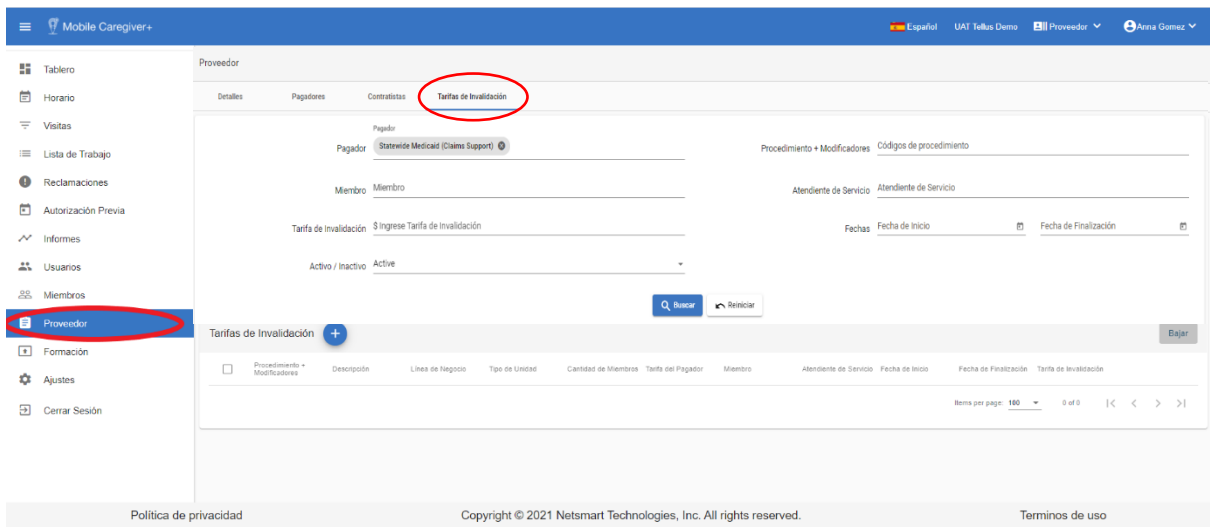 Mobile Caregiver+
Español UAT Tellus Demo Proveedor Anna Gomez
Tablero
Horario
Visitas
Lista de Trabajo
Reclamaciones
Autorización Previa
Informes
Usuarios
Miembros
Proveedor
Formación
Ajustes
Cerrar Sesión
Proveedor
Detalles Pagadores Contratistas Tarifas de Invalidación
Pagador
Pagador Statewide Medicaid (Claims Support)
Procedimiento + Modificadores Códigos de procedimiento
Miembro Miembro
Atendiente de Servicio Atendiente de Servicio
Tarifa de Invalidación $ Ingrese Tarifa de Invalidación
Fechas Fecha de Inicio Fecha de Finalización
Activo / Inactivo Active
Buscar Reiniciar
Tarifas de Invalidación + Bajar
Procedimiento +
Modificadores Descripción Línea de Negocio Tipo de Unidad Cantidad de Miembros Tarifa del Pagador Miembro Atendiente de Servicio Fecha de Inicio Fecha de Finalización Tarifa de Invalidación
Items per page: 100 0 of 0
Política de privacidad Copyright © 2021 Netsmart Technologies, Inc. All rights reserved. Terminos de uso